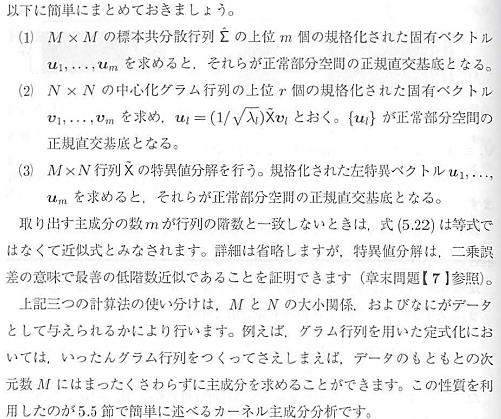 以下に簡単にまとめておきましょう。
(1) M × M の標本共分散行列 Σ̂ の上位 m 個の規格化された固有ベクトル
u₁, . . . , uₘ を求めると，それらが正常部分空間の正規直交基底となる。
(2) N × N の中心化グラム行列の上位 r 個の規格化された固有ベクトル
v₁, . . . , vₘ を求め，uₗ = (1/√λₗ)X̃vₗ とおく。{uₗ} が正常部分空間の
正規直交基底となる。
(3) M×N 行列 X̃ の特異値分解を行う。規格化された左特異ベクトル u₁, . . . ,
uₘ を求めると，それらが正常部分空間の正規直交基底となる。
取り出す主成分の数 m が行列の階数と一致しないときは，式 (5.22) は等式で
はなくて近似式とみなされます。詳細は省略しますが，特異値分解は，二乗誤
差の意味で最善の低階数近似であることを証明できます（章末問題【7】参照）。
上記三つの計算法の使い分けは，M と N の大小関係，およびなにがデータ
として与えられるかにより行います。例えば，グラム行列を用いた定式化にお
いては，いったんグラム行列をつくってさえしまえば，データのもともとの次
元数 M にはまったくさわらずに主成分を求めることができます。この性質を利
用したのが 5.5 節で簡単に述べるカーネル主成分分析です。